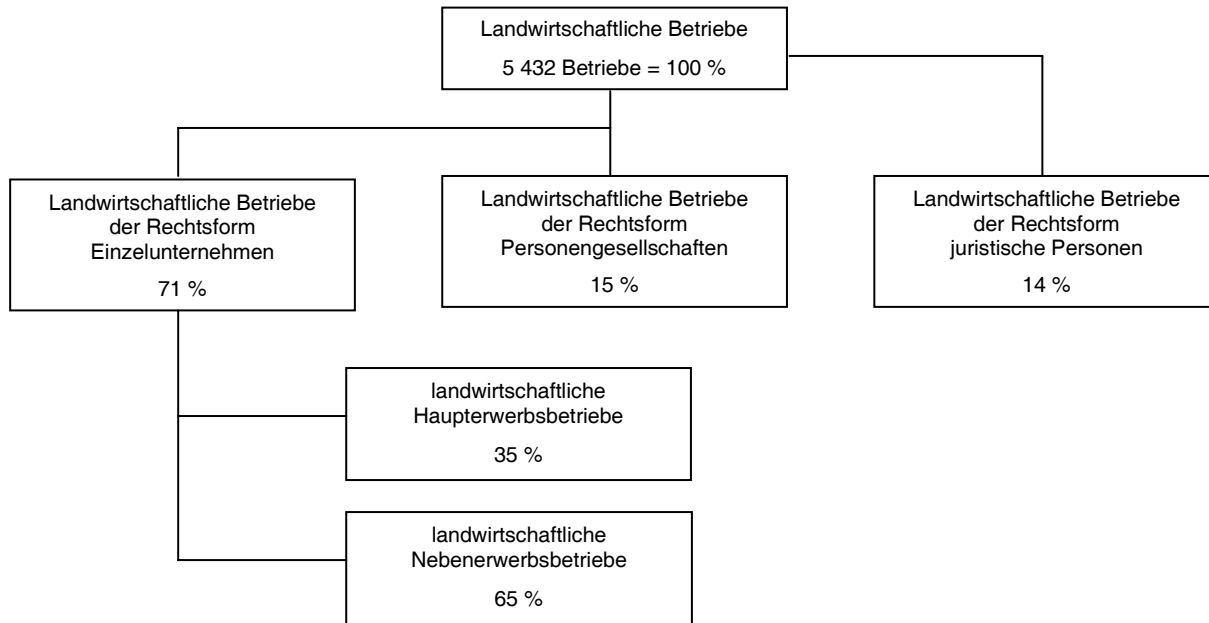 Landwirtschaftliche Betriebe
5 432 Betriebe = 100 %
Landwirtschaftliche Betriebe
der Rechtsform
Einzelunternehmen
71 %
Landwirtschaftliche Betriebe
der Rechtsform
Personengesellschaften
15 %
Landwirtschaftliche Betriebe
der Rechtsform
juristische Personen
14 %
landwirtschaftliche
Haupterwerbsbetriebe
35 %
landwirtschaftliche
Nebenerwerbsbetriebe
65 %